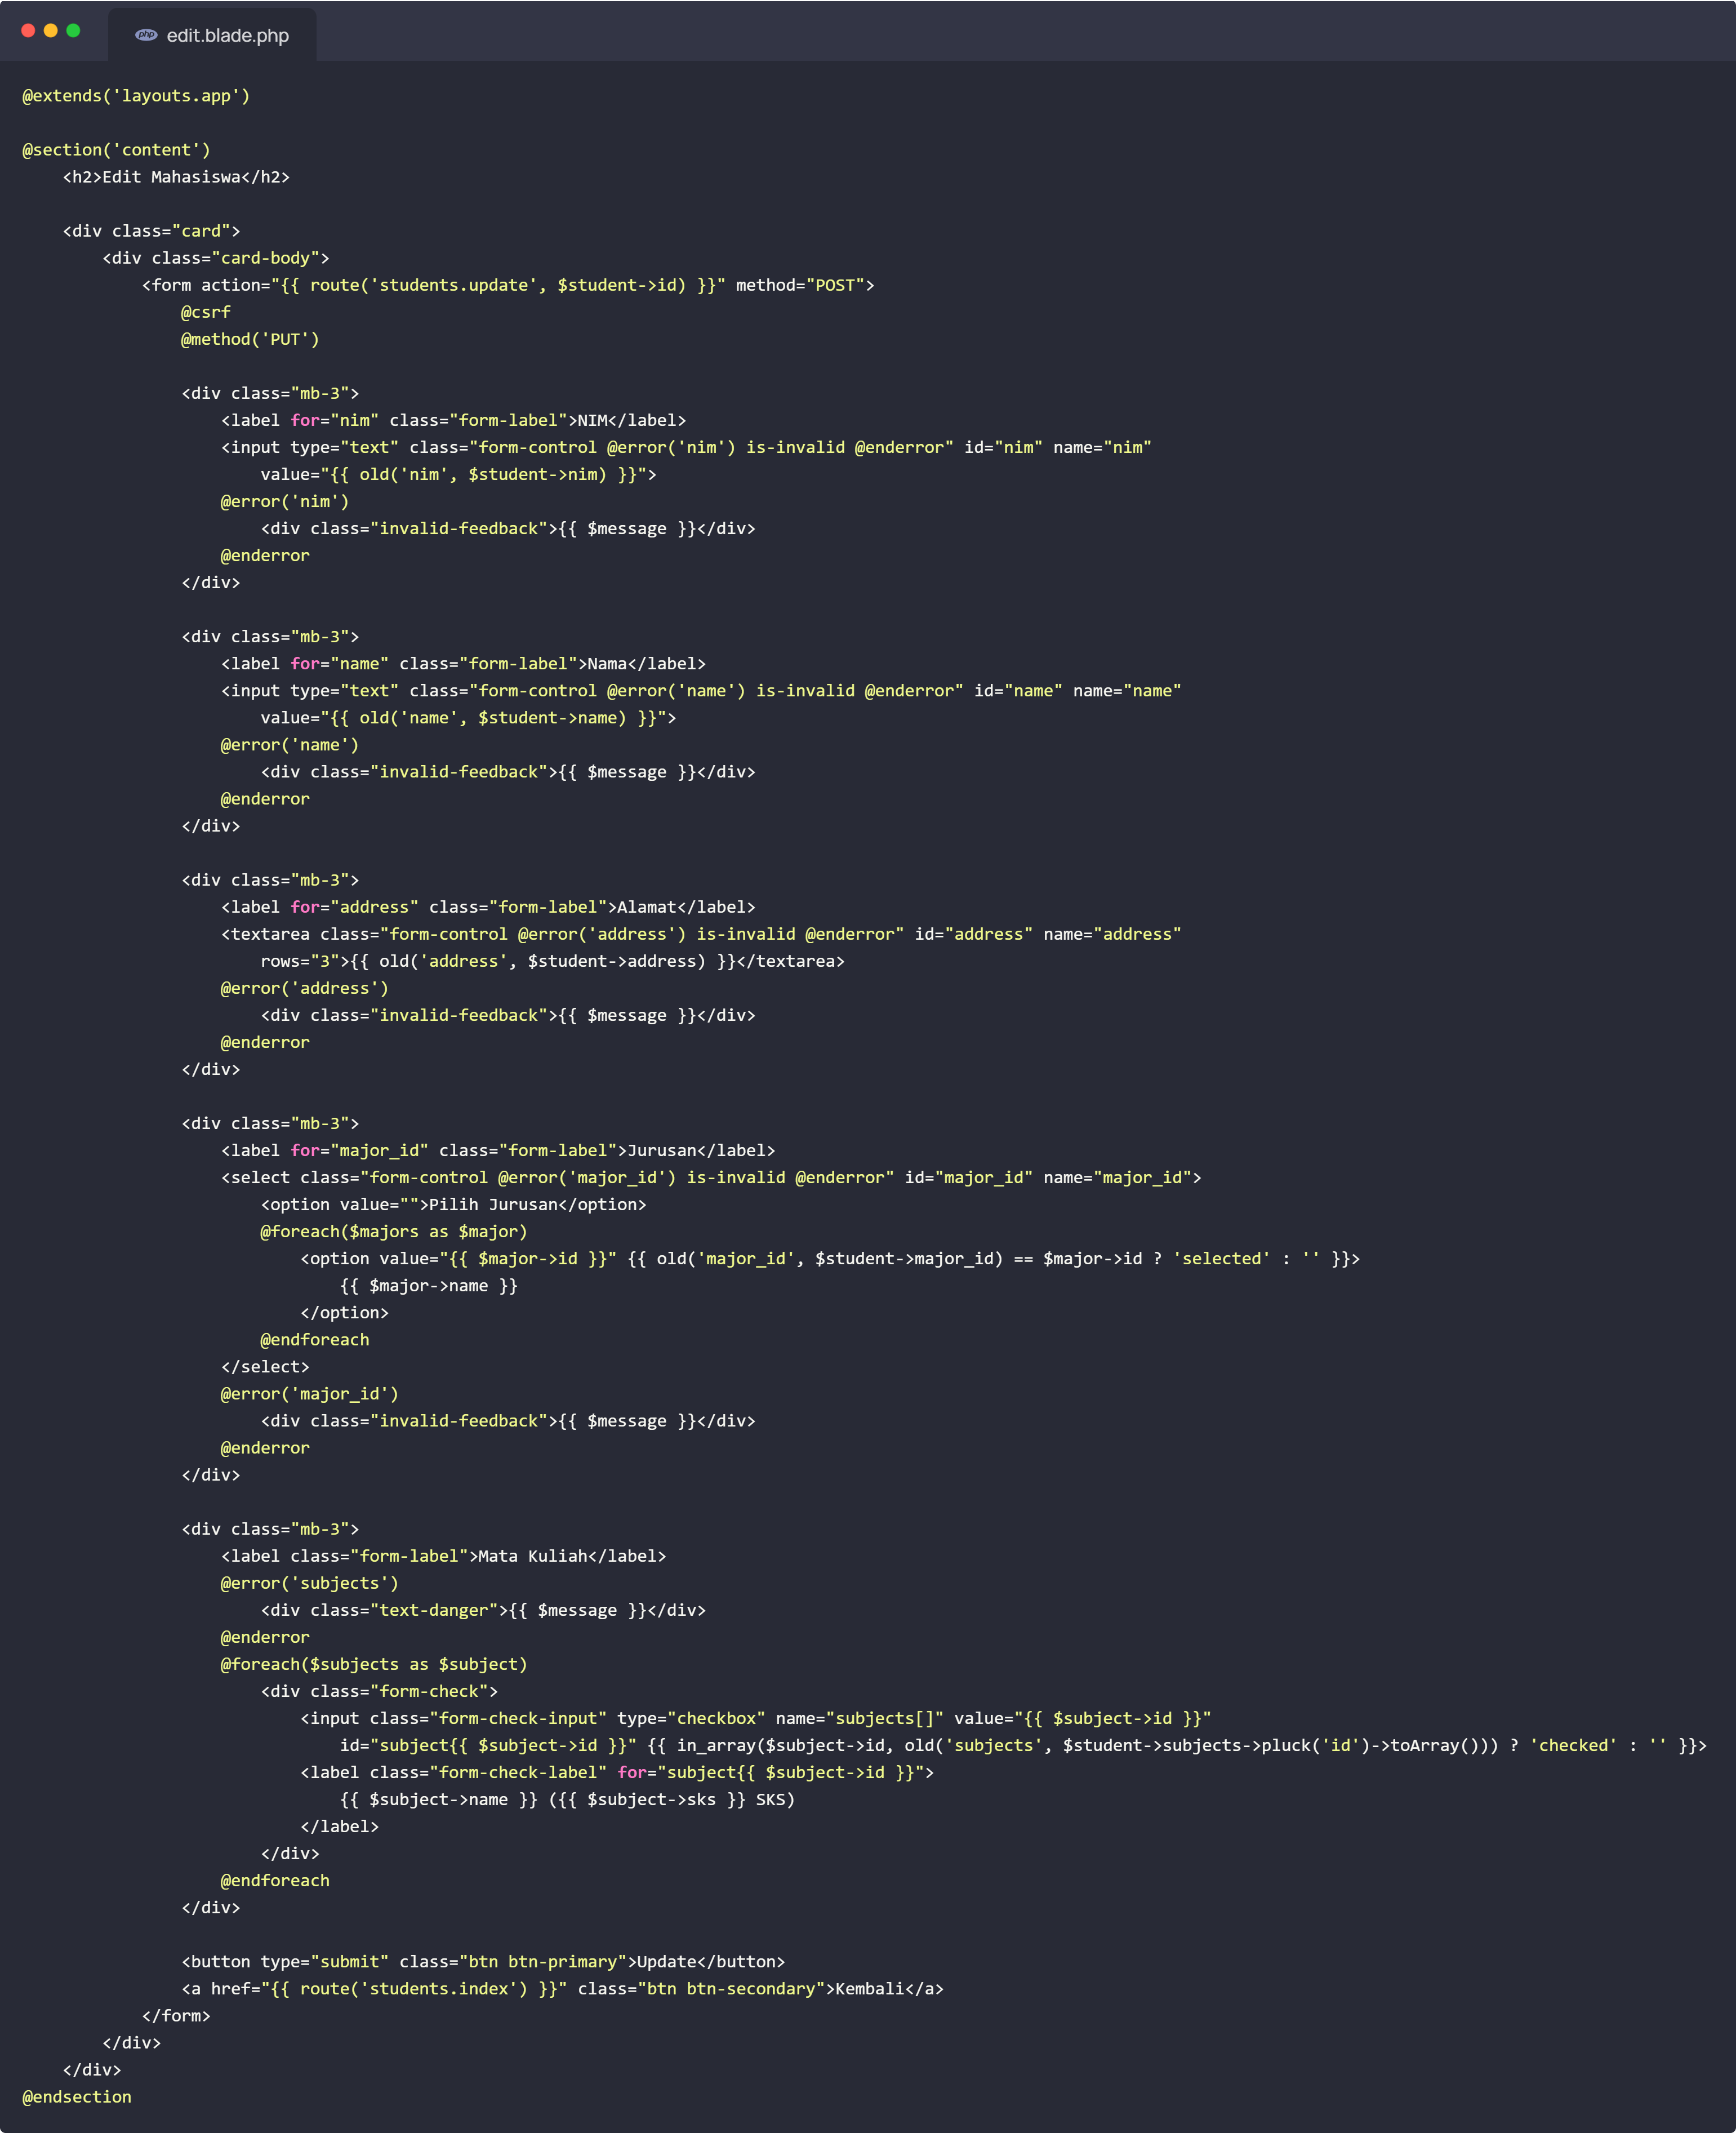 php edit.blade.php
@extends('layouts.app')
@section('content')
    <h2>Edit Mahasiswa</h2>
    <div class="card">
        <div class="card-body">
            <form action="{{ route('students.update', $student->id) }}" method="POST">
                @csrf
                @method('PUT')
                <div class="mb-3">
                    <label for="nim" class="form-label">NIM</label>
                    <input type="text" class="form-control @error('nim') is-invalid @enderror" id="nim" name="nim"
                        value="{{ old('nim', $student->nim) }}">
                    @error('nim')
                        <div class="invalid-feedback">{{ $message }}</div>
                    @enderror
                </div>
                <div class="mb-3">
                    <label for="name" class="form-label">Nama</label>
                    <input type="text" class="form-control @error('name') is-invalid @enderror" id="name" name="name"
                        value="{{ old('name', $student->name) }}">
                    @error('name')
                        <div class="invalid-feedback">{{ $message }}</div>
                    @enderror
                </div>
                <div class="mb-3">
                    <label for="address" class="form-label">Alamat</label>
                    <textarea class="form-control @error('address') is-invalid @enderror" id="address" name="address"
                        rows="3">{{ old('address', $student->address) }}</textarea>
                    @error('address')
                        <div class="invalid-feedback">{{ $message }}</div>
                    @enderror
                </div>
                <div class="mb-3">
                    <label for="major_id" class="form-label">Jurusan</label>
                    <select class="form-control @error('major_id') is-invalid @enderror" id="major_id" name="major_id">
                        <option value="">Pilih Jurusan</option>
                        @foreach($majors as $major)
                            <option value="{{ $major->id }}" {{ old('major_id', $student->major_id) == $major->id ? 'selected' : '' }}>
                                {{ $major->name }}
                            </option>
                        @endforeach
                    </select>
                    @error('major_id')
                        <div class="invalid-feedback">{{ $message }}</div>
                    @enderror
                </div>
                <div class="mb-3">
                    <label class="form-label">Mata Kuliah</label>
                    @error('subjects')
                        <div class="text-danger">{{ $message }}</div>
                    @enderror
                    @foreach($subjects as $subject)
                        <div class="form-check">
                            <input class="form-check-input" type="checkbox" name="subjects[]" value="{{ $subject->id }}"
                                id="subject{{ $subject->id }}" {{ in_array($subject->id, old('subjects', $student->subjects->pluck('id')->toArray())) ? 'checked' : '' }}>
                            <label class="form-check-label" for="subject{{ $subject->id }}">
                                {{ $subject->name }} ({{ $subject->sks }} SKS)
                            </label>
                        </div>
                    @endforeach
                </div>
                <button type="submit" class="btn btn-primary">Update</button>
                <a href="{{ route('students.index') }}" class="btn btn-secondary">Kembali</a>
            </form>
        </div>
    </div>
@endsection